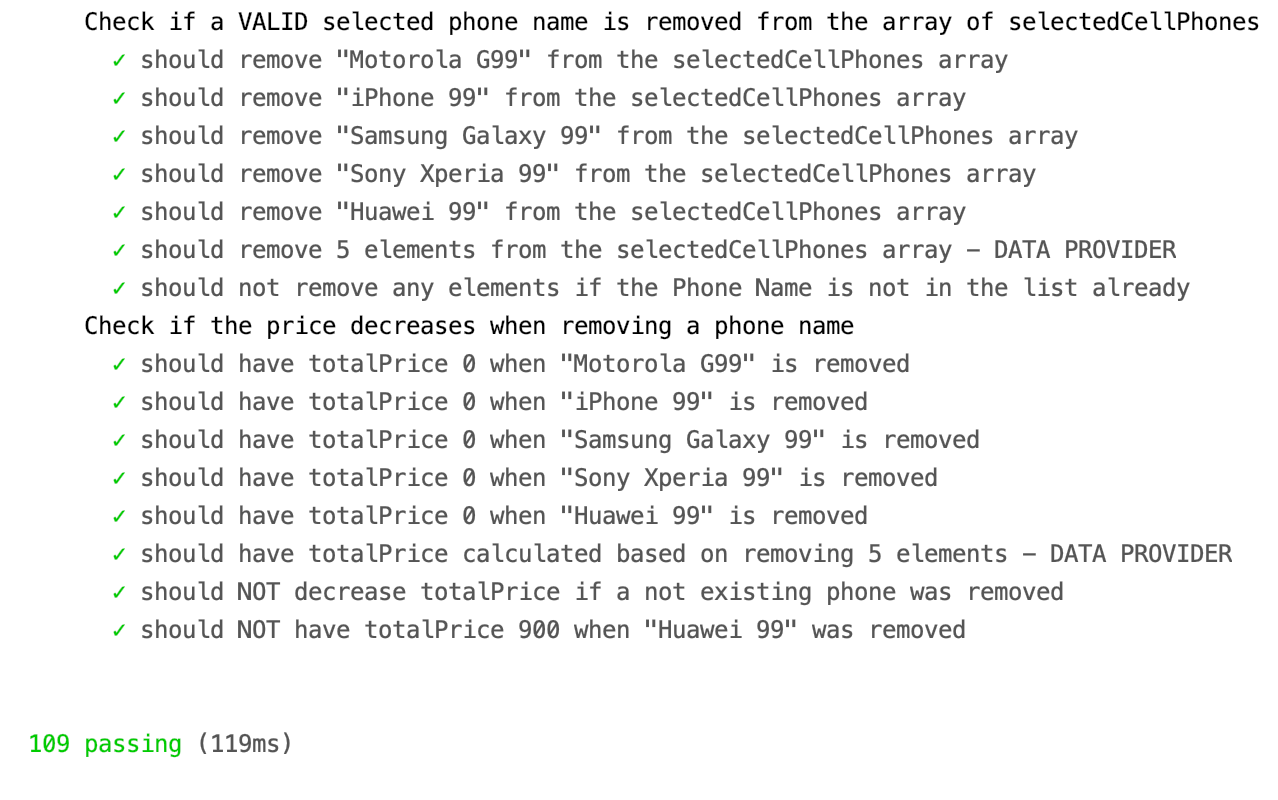 Check if a VALID selected phone name is removed from the array of selectedCellPhones
✓ should remove "Motorola G99" from the selectedCellPhones array
✓ should remove "iPhone 99" from the selectedCellPhones array
✓ should remove "Samsung Galaxy 99" from the selectedCellPhones array
✓ should remove "Sony Xperia 99" from the selectedCellPhones array
✓ should remove "Huawei 99" from the selectedCellPhones array
✓ should remove 5 elements from the selectedCellPhones array – DATA PROVIDER
✓ should not remove any elements if the Phone Name is not in the list already
Check if the price decreases when removing a phone name
✓ should have totalPrice 0 when "Motorola G99" is removed
✓ should have totalPrice 0 when "iPhone 99" is removed
✓ should have totalPrice 0 when "Samsung Galaxy 99" is removed
✓ should have totalPrice 0 when "Sony Xperia 99" is removed
✓ should have totalPrice 0 when "Huawei 99" is removed
✓ should have totalPrice calculated based on removing 5 elements – DATA PROVIDER
✓ should NOT decrease totalPrice if a not existing phone was removed
✓ should NOT have totalPrice 900 when "Huawei 99" was removed
109 passing (119ms)